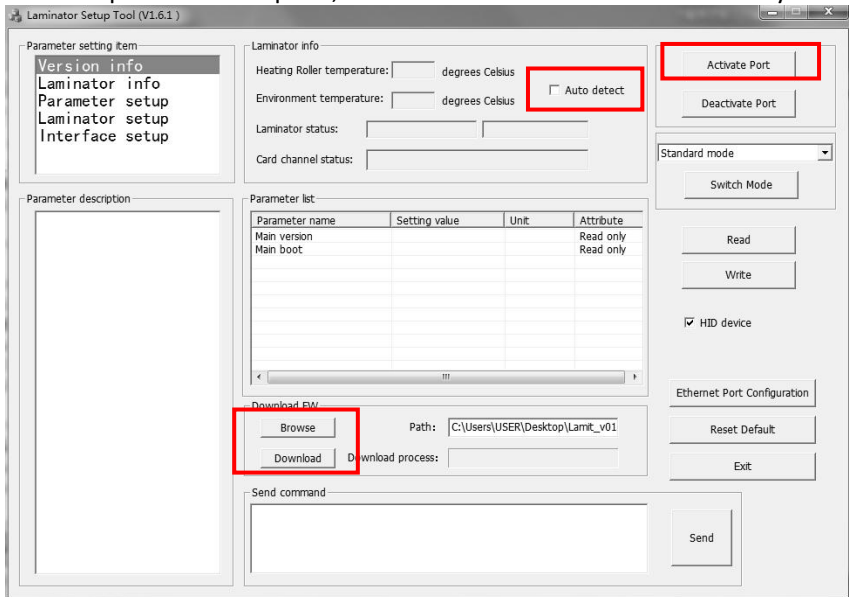 Laminator Setup Tool (V1.6.1 )
Parameter setting item
Version info
Laminator info
Parameter setup
Laminator setup
Interface setup
Laminator info
Heating Roller temperature: degrees Celsius
Environment temperature: degrees Celsius
Auto detect
Laminator status:
Card channel status:
Activate Port
Deactivate Port
Standard mode
Switch Mode
Parameter description
Parameter list
Parameter name Setting value Unit Attribute
Main version Read only
Main boot Read only
Read
Write
HID device
Ethernet Port Configuration
Reset Default
Exit
Download FW
Browse Path: C:\Users\USER\Desktop\Lamit_v01
Download Download process:
Send command
Send